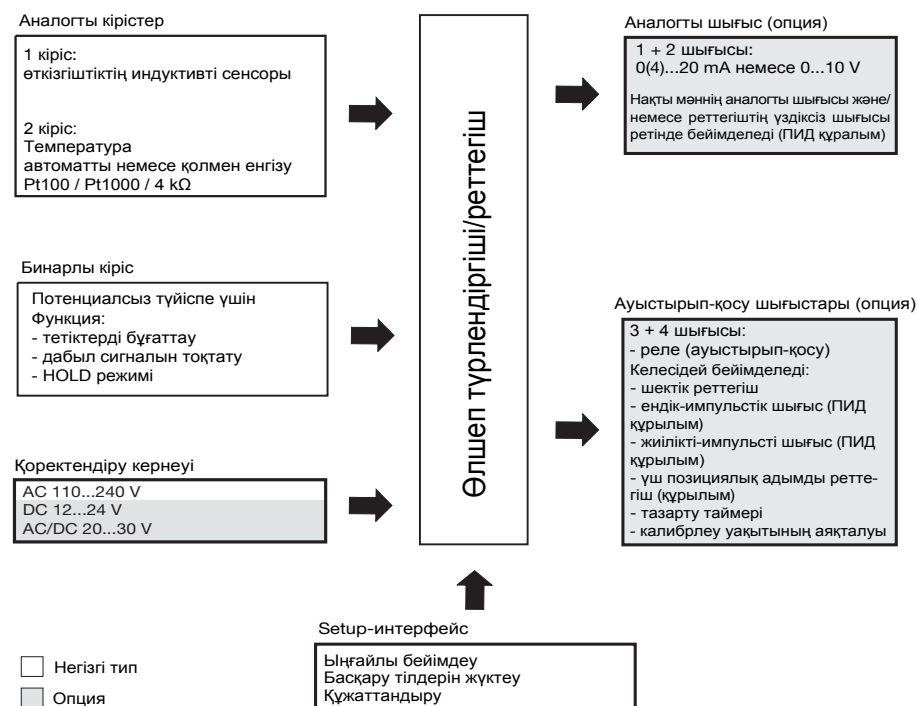 Аналогты кірістер
1 кіріс:
өткізгіштіктің индуктивті сенсоры
2 кіріс:
Температура
автоматты немесе қолмен енгізу
Pt100 / Pt1000 / 4 kΩ
Бинарлы кіріс
Потенциалсыз түйіспе үшін
Функция:
- тетіктерді бұғаттау
- дабыл сигналын тоқтату
- HOLD режимі
Қоректендіру кернеуі
AC 110...240 V
DC 12...24 V
AC/DC 20...30 V
Өлшеп түрлендіргіші/реттегіш
Аналогты шығыс (опция)
1 + 2 шығысы:
0(4)...20 mA немесе 0...10 V
Нақты мәннің аналогты шығысы және/
немесе реттегіштің үздіксіз шығысы
ретінде бейімделеді (ПИД құралым)
Ауыстырып-қосу шығыстары (опция)
3 + 4 шығысы:
- реле (ауыстырып-қосу)
Келесідей бейімделеді:
- шектік реттегіш
- ендік-импульстік шығыс (ПИД
құрылым)
- жиілікті-импульсті шығыс (ПИД
құрылым)
- үш позициялық адымды ретте-
гіш (құрылым)
- тазарту таймері
- калибрлеу уақытының аяқталуы
Setup-интерфейс
Ыңғайлы бейімдеу
Басқару тілдерін жүктеу
Құжаттандыру
Негізгі тип
Опция